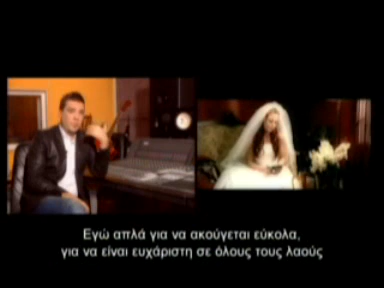 Εγώ απλά για να ακούγεται εύκολα,
για να είναι ευχάριστη σε όλους τους λαούς